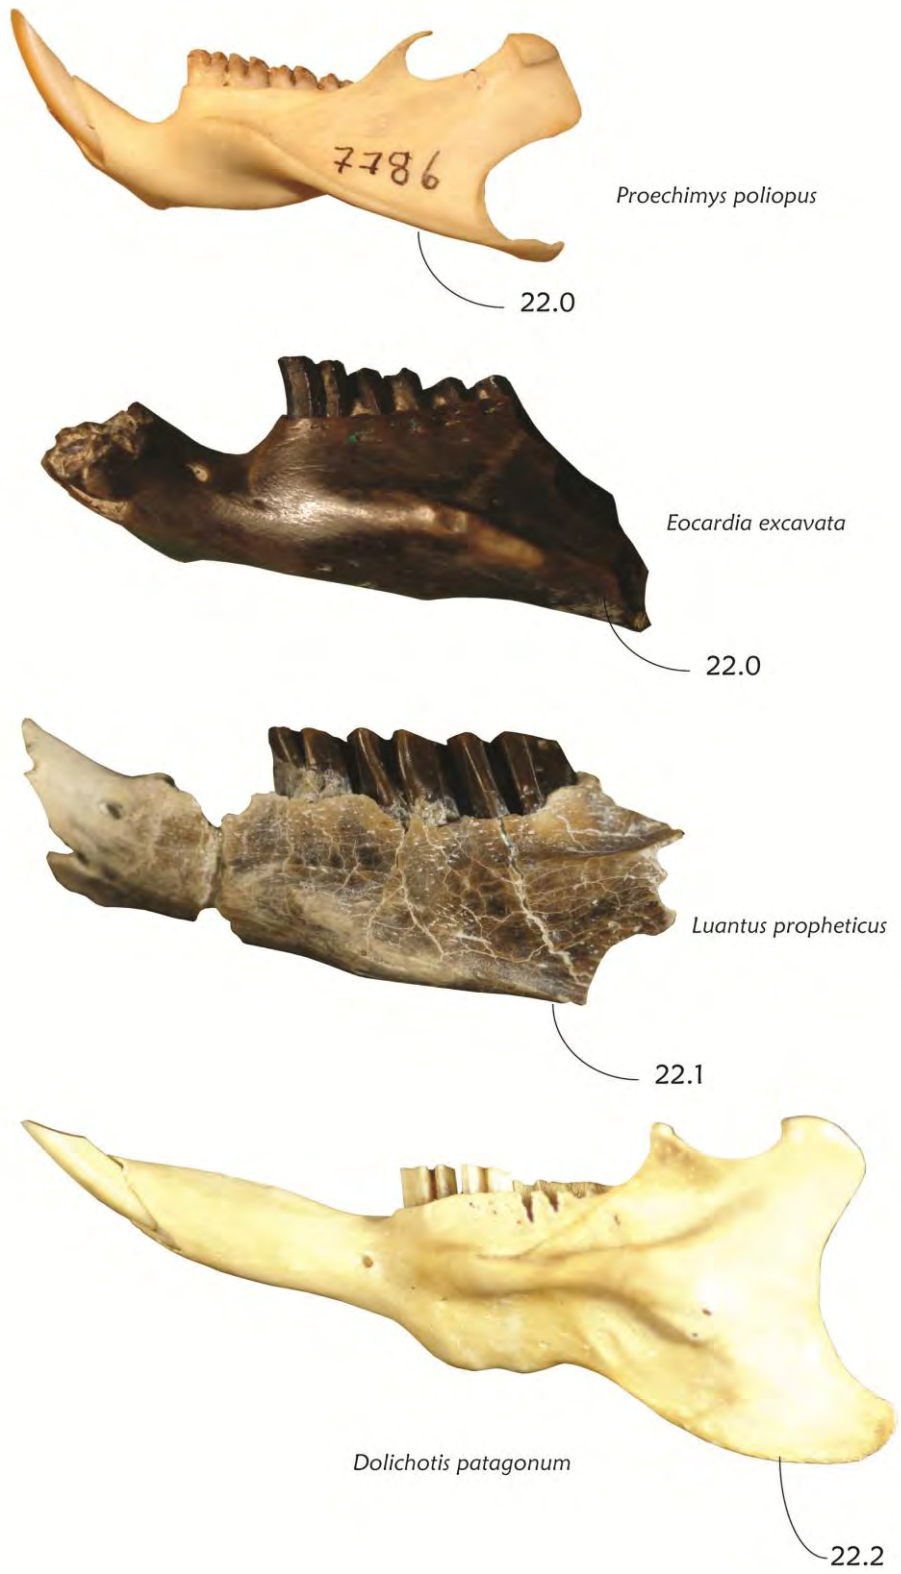 7786
Proechimys poliopus
22.0
Eocardia excavata
22.0
Luantus propheticus
22.1
Dolichotis patagonum
22.2